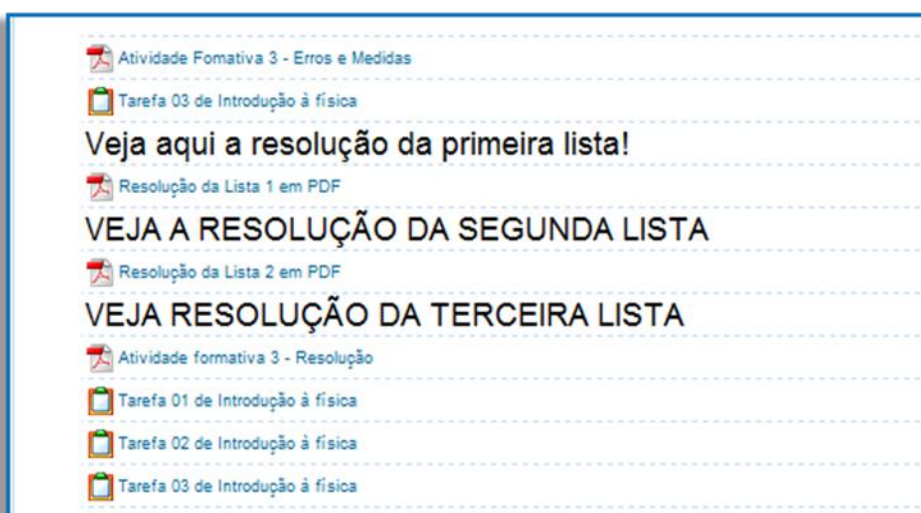 Atividade Fomativa 3 - Erros e Medidas
Tarefa 03 de Introdução à física
Veja aqui a resolução da primeira lista!
Resolução da Lista 1 em PDF
VEJA A RESOLUÇÃO DA SEGUNDA LISTA
Resolução da Lista 2 em PDF
VEJA RESOLUÇÃO DA TERCEIRA LISTA
Atividade formativa 3 - Resolução
Tarefa 01 de Introdução à física
Tarefa 02 de Introdução à física
Tarefa 03 de Introdução à física